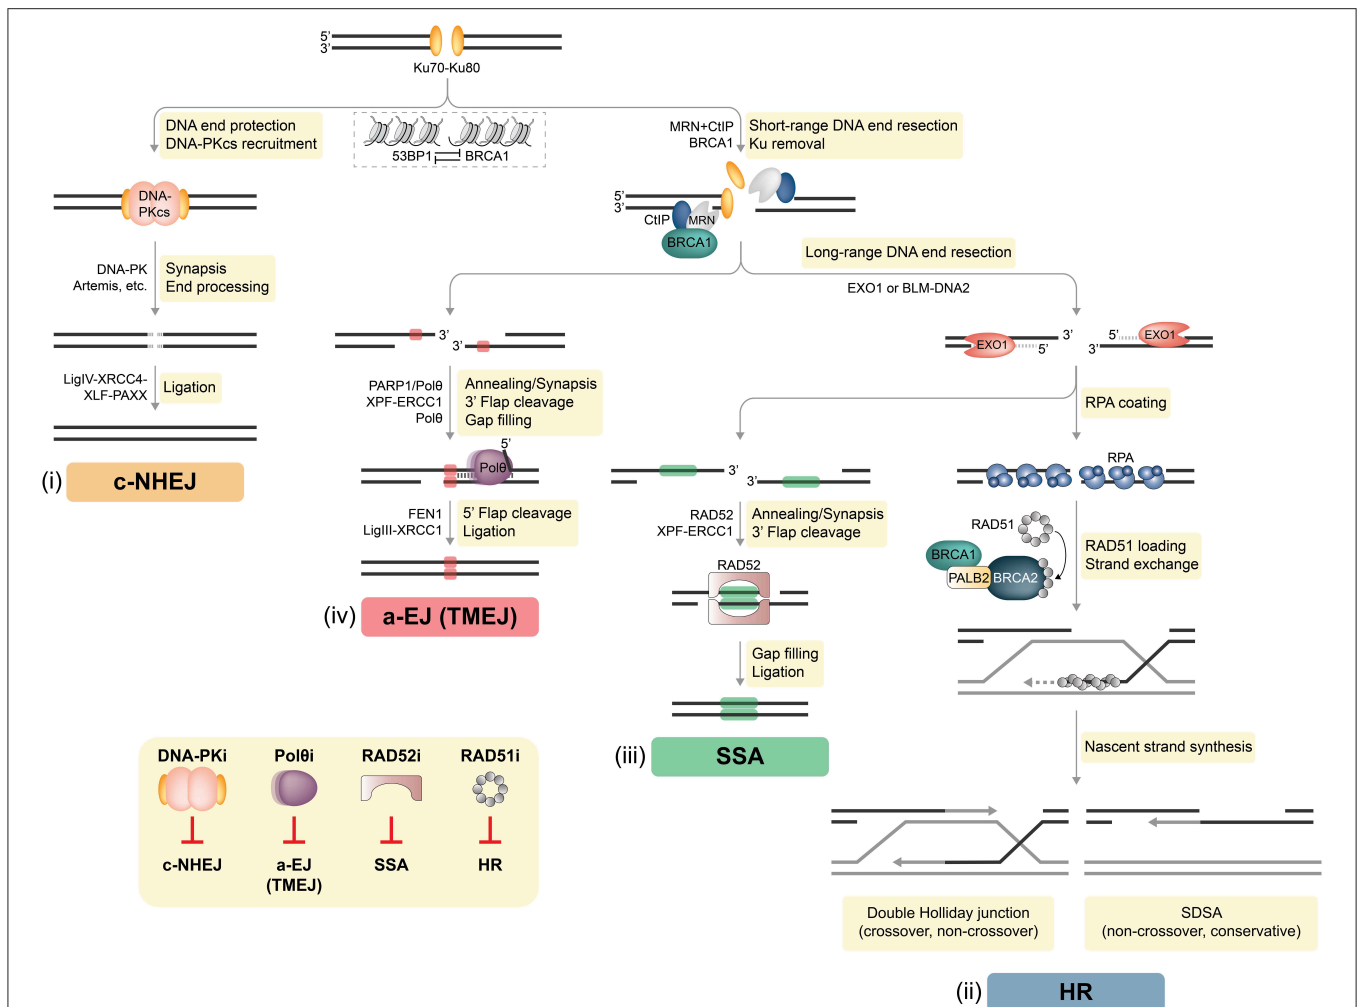 5’
3’
Ku70-Ku80
DNA end protection
DNA-PKcs recruitment
53BP1
BRCA1
MRN+CtIP
BRCA1
Short-range DNA end resection
Ku removal
DNA-
PKcs
5’
3’
CtIP
MRN
BRCA1
DNA-PK
Artemis, etc.
Synapsis
End processing
Long-range DNA end resection
EXO1 or BLM-DNA2
3’
3’
EXO1
5’
3’
5’
3’
EXO1
LigIV-XRCC4-
XLF-PAXX
Ligation
(i)
c-NHEJ
PARP1/Polθ
XPF-ERCC1
Polθ
Annealing/Synapsis
3’ Flap cleavage
Gap filling
5’
Polθ
FEN1
LigIII-XRCC1
5’ Flap cleavage
Ligation
(iv)
a-EJ (TMEJ)
RPA coating
3’
3’
RAD52
XPF-ERCC1
Annealing/Synapsis
3’ Flap cleavage
RAD52
Gap filling
Ligation
(iii)
SSA
RPA
RAD51
BRCA1
PALB2
BRCA2
RAD51 loading
Strand exchange
Nascent strand synthesis
Double Holliday junction
(crossover, non-crossover)
SDSA
(non-crossover, conservative)
(ii)
HR
DNA-PKi
Polθi
RAD52i
RAD51i
c-NHEJ
a-EJ
(TMEJ)
SSA
HR